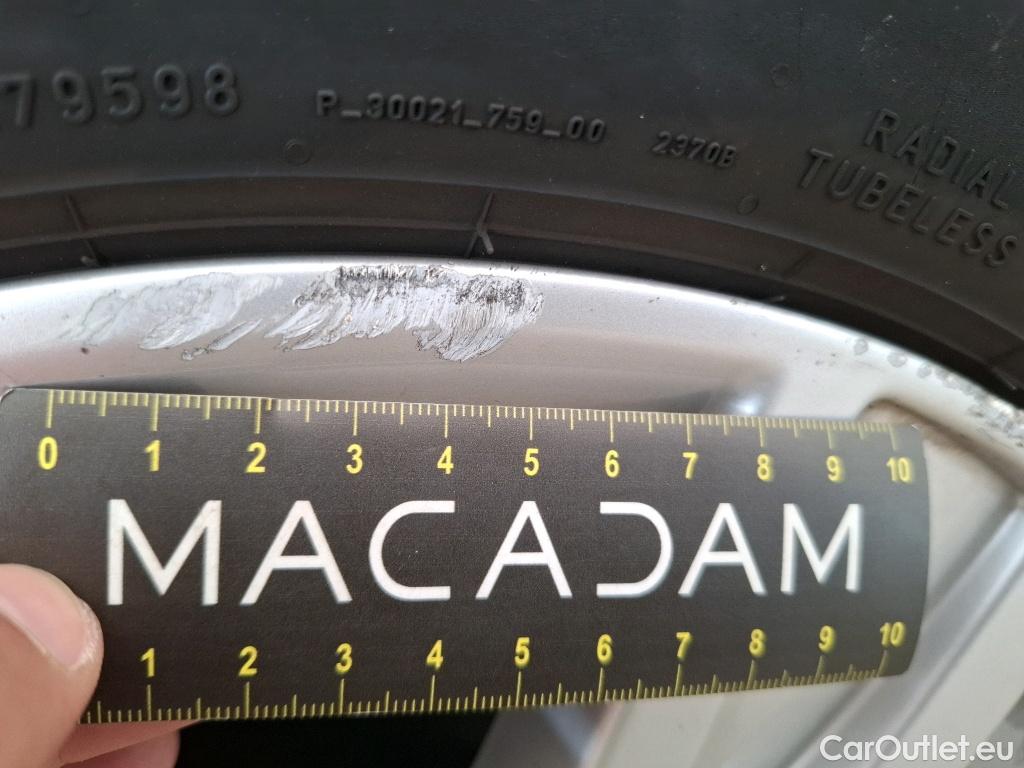 79598
P_30021_759_00
2370B
RADIAL
TUBELESS
0 1 2 3 4 5 6 7 8 9 10
MACADAM
1 2 3 4 5 6 7 8 9 10
CarOutlet.eu